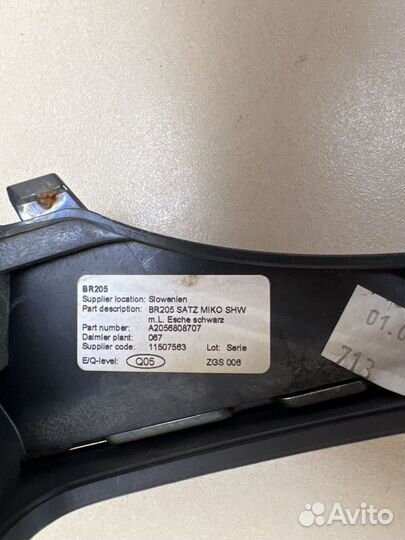 BR205
Supplier location: Slowenien
Part description: BR205 SATZ MIKO SHW
m.L. Esche schwarz
Part number: A2056808707
Daimler plant: 067
Supplier code: 11507563 Lot: Serie
E/Q-level: Q05 ZGS 006
01.0
713
Avito